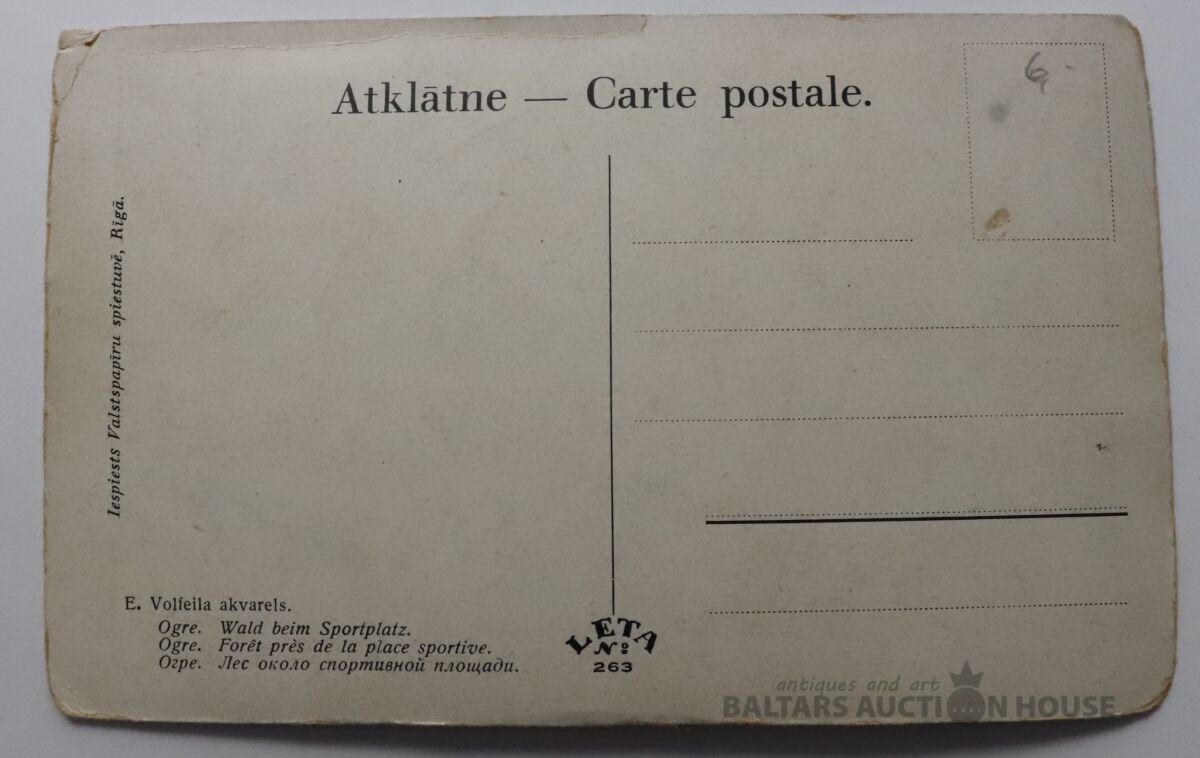 Atklātne — Carte postale.
6
Iespiests Valstspapīru spiestuvē, Rīgā.
E. Volfeila akvarels.
Ogre. Wald beim Sportplatz.
Ogre. Forêt près de la place sportive.
Огре. Лес около спортивной площади.
LETA
№
263
antiques and art
BALTARS AUCTION HOUSE